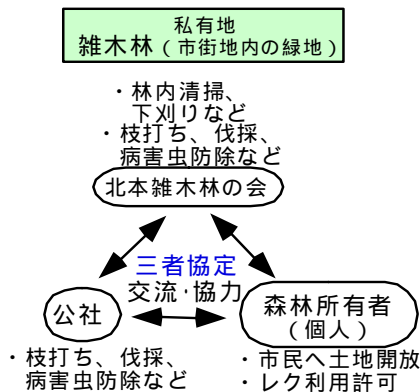 私有地
雑木林（市街地内の緑地）
・林内清掃、
下刈りなど
・枝打ち、伐採、
病害虫防除など
北本雑木林の会
三者協定
交流・協力
公社
森林所有者
（個人）
・枝打ち、伐採、
病害虫防除など
・市民へ土地開放
・レク利用許可